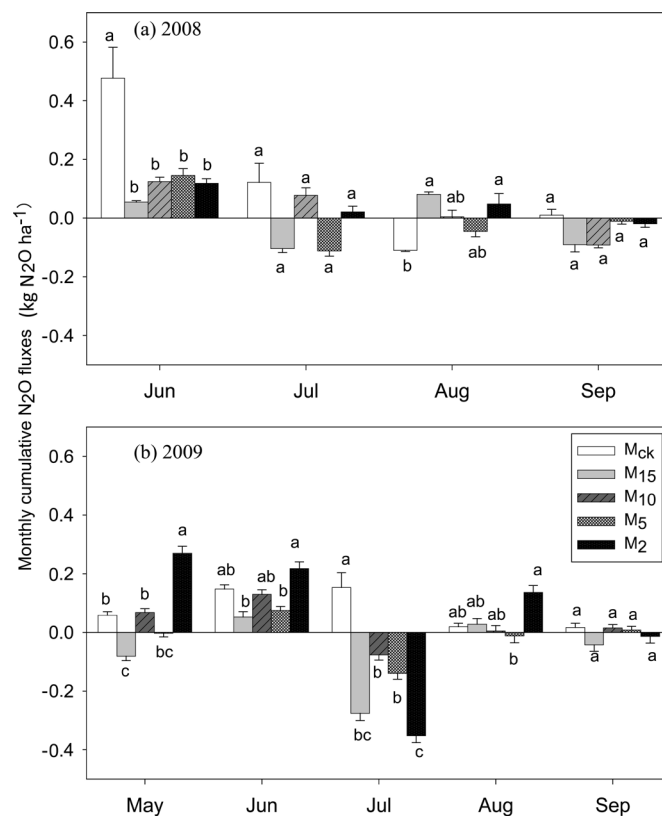 Monthly cumulative N2O fluxes (kg N2O ha-1)
(a) 2008
0.6
0.4
0.2
0.0
-0.2
-0.4
a
b
b
b
b
a
a
a
a
a
b
a
ab
ab
a
a
a
a
a
a
Jun Jul Aug Sep
(b) 2009
0.6
0.4
0.2
0.0
-0.2
-0.4
Mck
M15
M10
M5
M2
b
c
b
bc
a
ab
b
ab
b
a
a
bc
b
b
c
ab
ab
ab
b
a
a
a
a
a
a
May Jun Jul Aug Sep